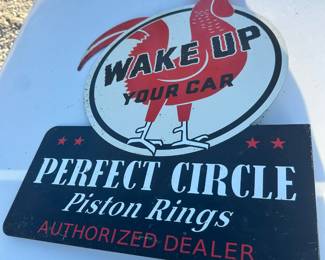 WAKE UP
YOUR CAR
PERFECT CIRCLE
Piston Rings
AUTHORIZED DEALER